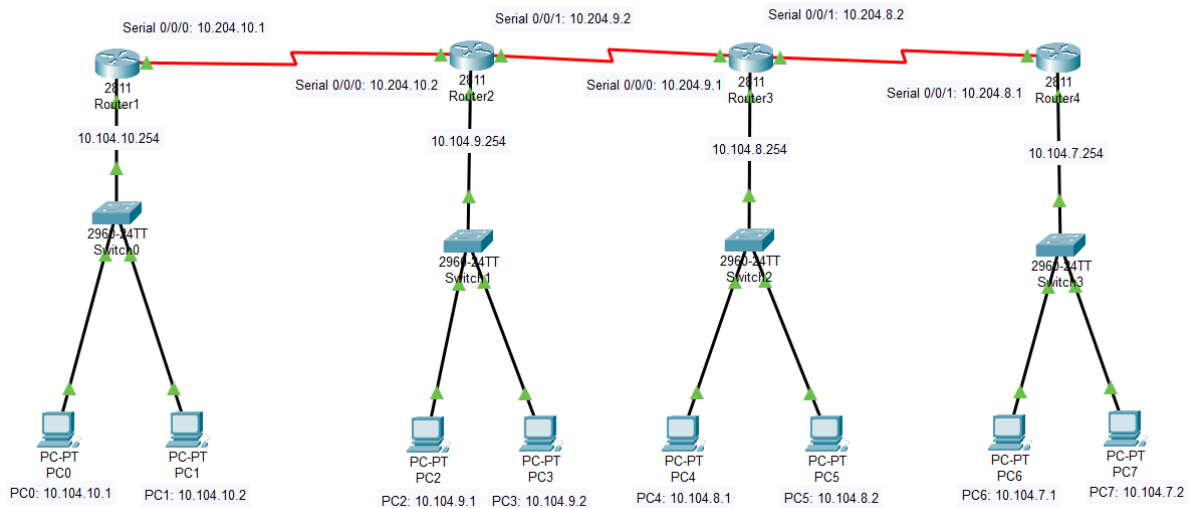 Serial 0/0/0: 10.204.10.1
Serial 0/0/1: 10.204.9.2
Serial 0/0/1: 10.204.8.2
2811
Router1
Serial 0/0/0: 10.204.10.2
2811
Router2
Serial 0/0/0: 10.204.9.1
2811
Router3
Serial 0/0/1: 10.204.8.1
2811
Router4
10.104.10.254
10.104.9.254
10.104.8.254
10.104.7.254
2960-24TT
Switch0
2960-24TT
Switch1
2960-24TT
Switch2
2960-24TT
Switch3
PC-PT
PC0
PC-PT
PC1
PC-PT
PC2
PC-PT
PC3
PC-PT
PC4
PC-PT
PC5
PC-PT
PC6
PC-PT
PC7
PC0: 10.104.10.1
PC1: 10.104.10.2
PC2: 10.104.9.1
PC3: 10.104.9.2
PC4: 10.104.8.1
PC5: 10.104.8.2
PC6: 10.104.7.1
PC7: 10.104.7.2